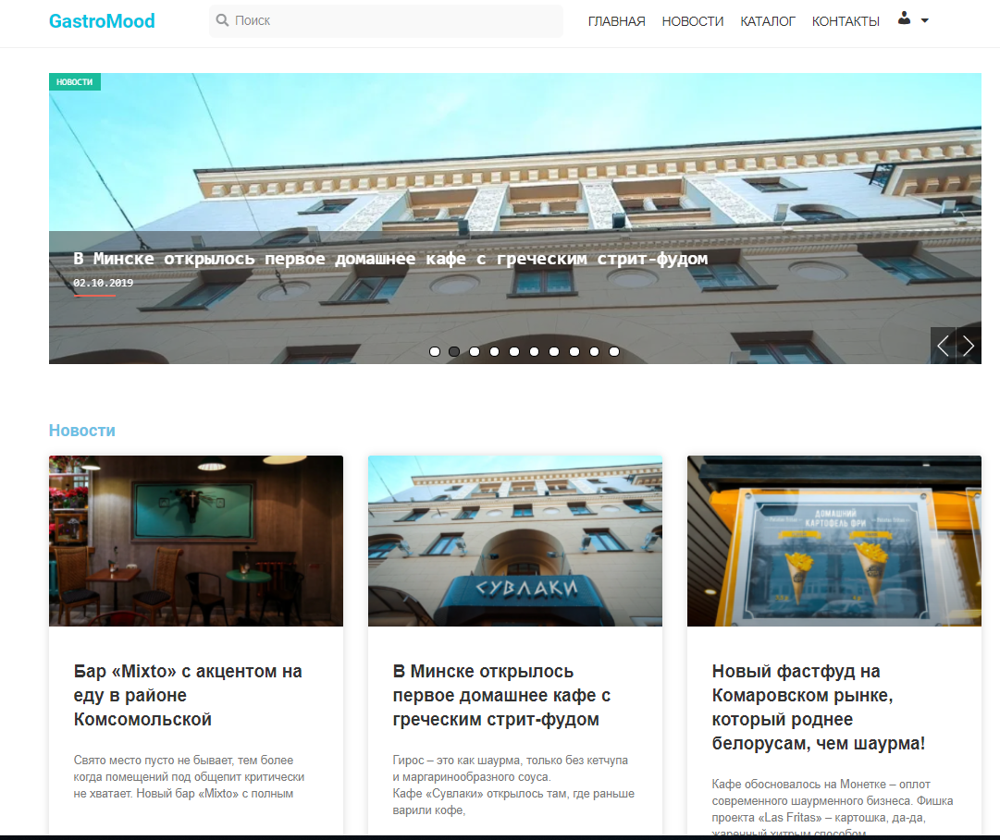 GastroMood
Поиск
ГЛАВНАЯ НОВОСТИ КАТАЛОГ КОНТАКТЫ
НОВОСТИ
В Минске открылось первое домашнее кафе с греческим стрит-фудом
02.10.2019
Новости
СУВЛАКИ
ДОМАШНИЙ
КАРТОФЕЛЬ ФРИ
Бар «Mixto» с акцентом на
еду в районе
Комсомольской
Свято место пусто не бывает, тем более
когда помещений под общепит критически
не хватает. Новый бар «Mixto» с полным
В Минске открылось
первое домашнее кафе с
греческим стрит-фудом
Гирос – это как шаурма, только без кетчупа
и маргаринообразного соуса.
Кафе «Сувлаки» открылось там, где раньше
варили кофе,
Новый фастфуд на
Комаровском рынке,
который роднее
белорусам, чем шаурма!
Кафе обосновалось на Монетке – оплот
современного шаурменного бизнеса. Фишка
проекта «Las Fritas» – картошка, да-да,
жаренный хитрым способом